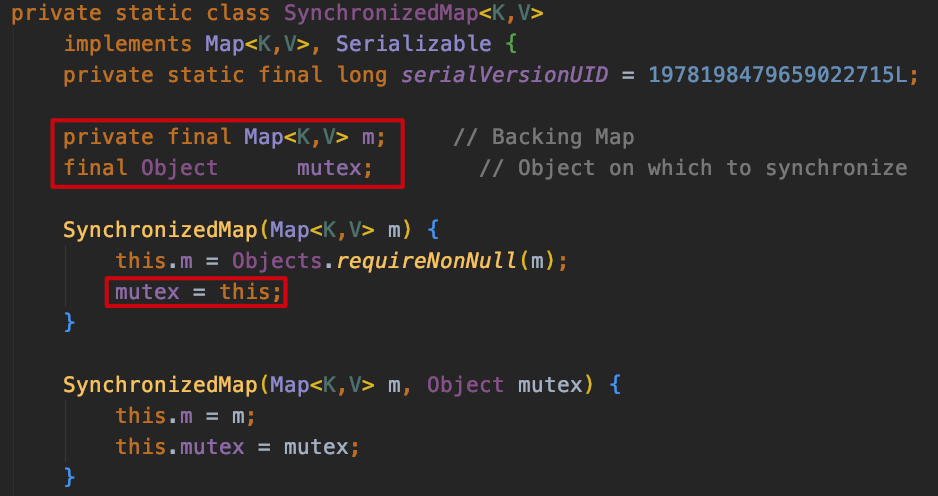 private static class SynchronizedMap<K,V>
    implements Map<K,V>, Serializable {
    private static final long serialVersionUID = 1978198479659022715L;

    private final Map<K,V> m;     // Backing Map
    final Object      mutex;        // Object on which to synchronize

    SynchronizedMap(Map<K,V> m) {
        this.m = Objects.requireNonNull(m);
        mutex = this;
    }

    SynchronizedMap(Map<K,V> m, Object mutex) {
        this.m = m;
        this.mutex = mutex;
    }